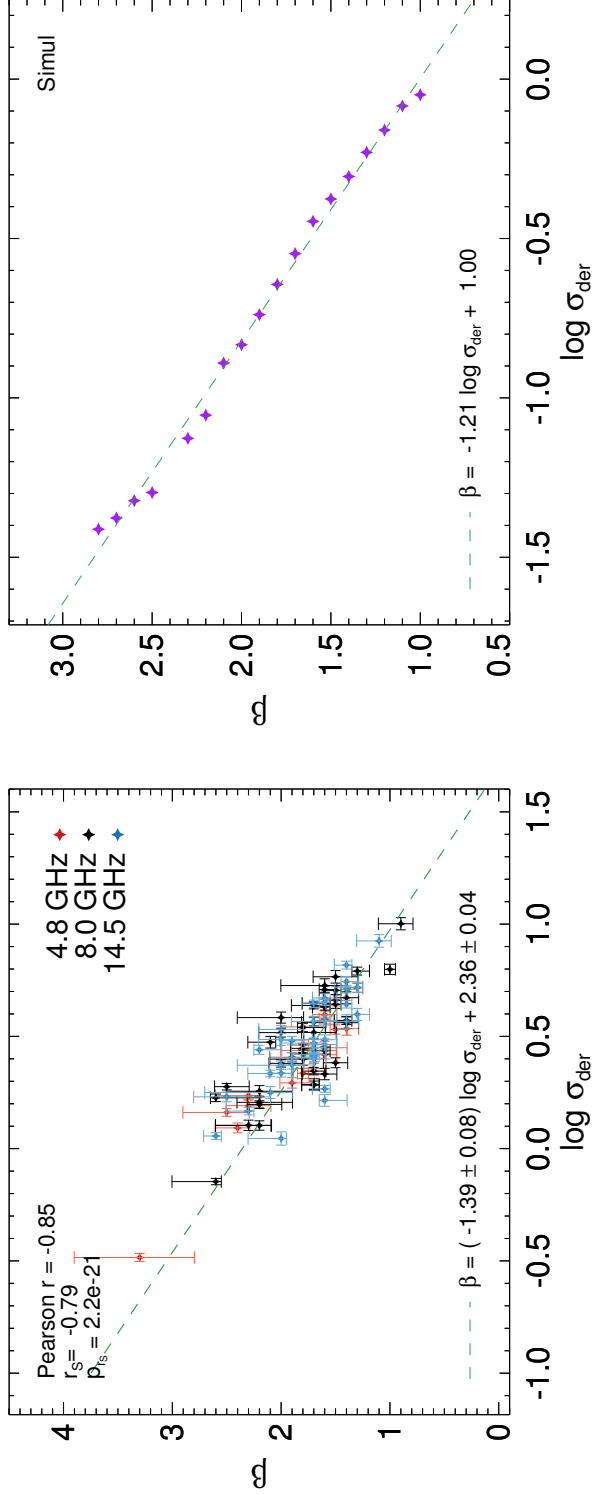 Pearson r = -0.85
r_s= -0.79
p_{r_s} = 2.2e-21
4.8 GHz
8.0 GHz
14.5 GHz
β = ( -1.39 ± 0.08) log σ_der + 2.36 ± 0.04
β
4
3
2
1
0
-1.0 -0.5 0.0 0.5 1.0 1.5
log σ_der
Simul
β = -1.21 log σ_der + 1.00
β
3.0
2.5
2.0
1.5
1.0
0.5
-1.5 -1.0 -0.5 0.0
log σ_der